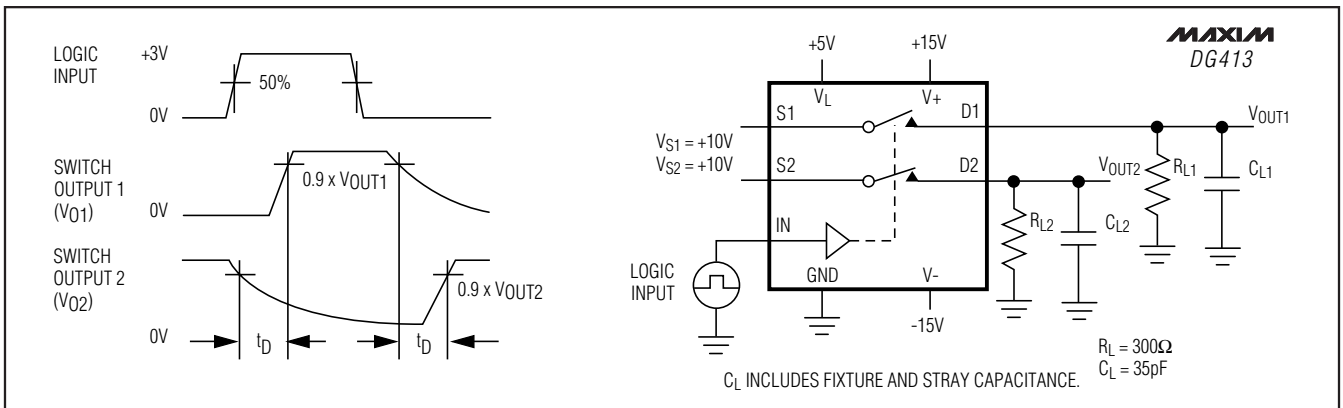 LOGIC
INPUT
+3V
50%
0V
SWITCH
OUTPUT 1
(VO1)
0.9 x VOUT1
0V
SWITCH
OUTPUT 2
(VO2)
0.9 x VOUT2
0V
tD
tD
MAXIM
DG413
+5V
+15V
VL
V+
S1
D1
VOUT1
VS1 = +10V
VS2 = +10V
S2
D2
VOUT2
RL1
CL1
RL2
CL2
IN
LOGIC
INPUT
GND
V-
-15V
RL = 300Ω
CL = 35pF
CL INCLUDES FIXTURE AND STRAY CAPACITANCE.